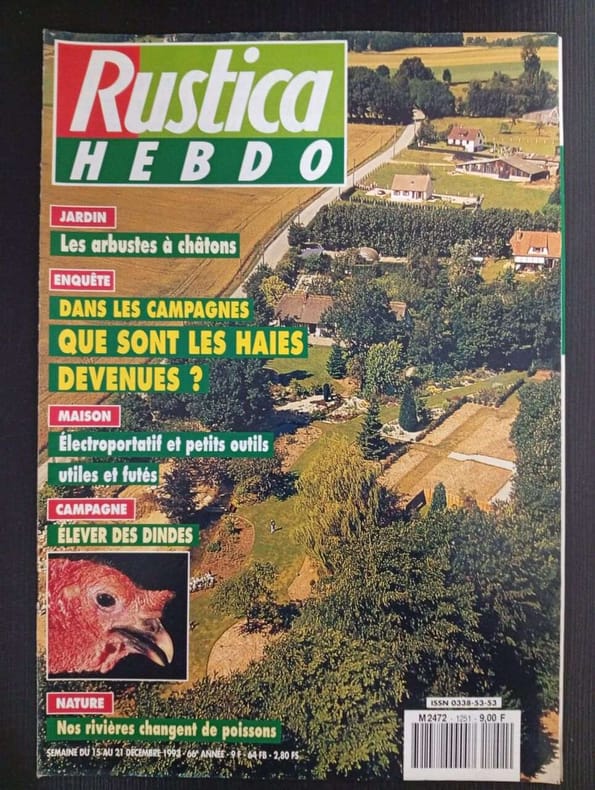 Rustica
HEBDO
JARDIN
Les arbustes à châtons
ENQUÊTE
DANS LES CAMPAGNES
QUE SONT LES HAIES
DEVENUES ?
MAISON
Électroportatif et petits outils
utiles et futés
CAMPAGNE
ÉLEVER DES DINDES
NATURE
Nos rivières changent de poissons
SEMAINE DU 15 AU 21 DÉCEMBRE 1993 - 66e ANNÉE - 9 F - 64 FB - 2,80 FS
ISSN 0338-53-53
M 2472 - 1251 - 9,00 F